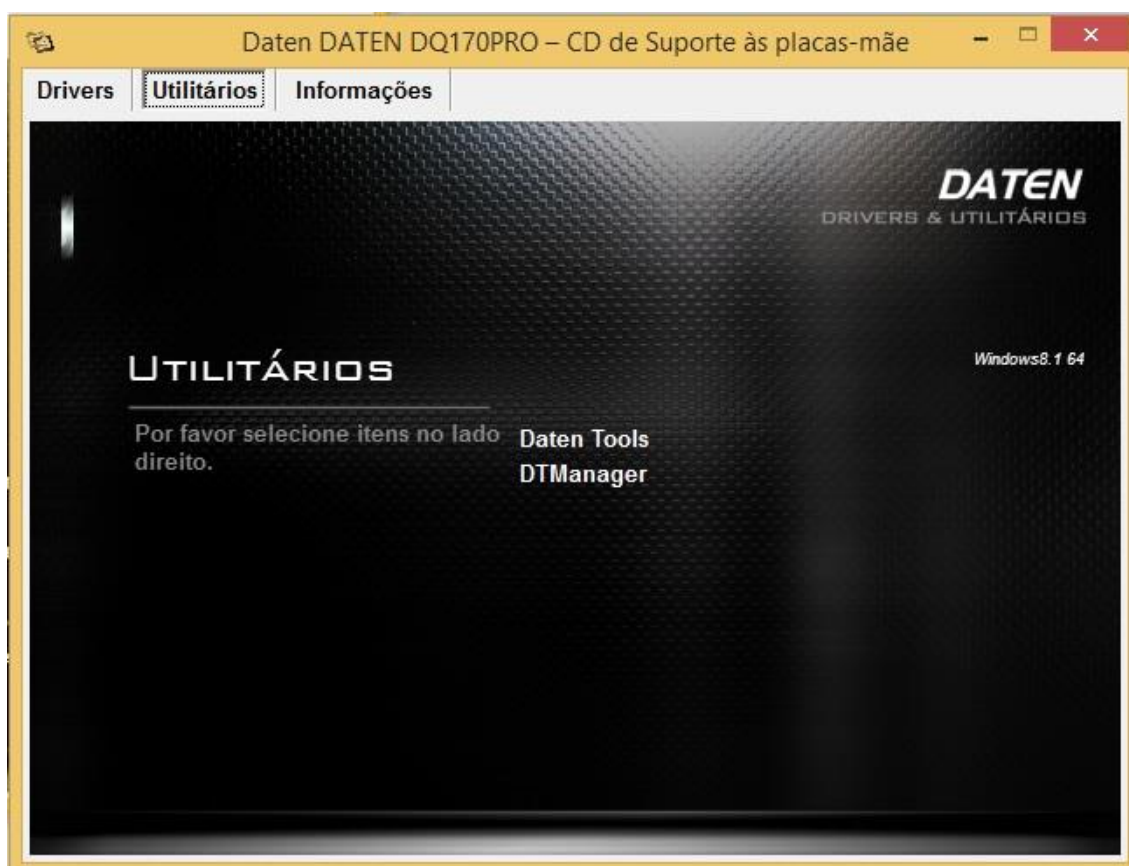 Daten DATEN DQ170PRO – CD de Suporte às placas-mãe
Drivers Utilitários Informações
DATEN
DRIVERS & UTILITÁRIOS
UTILITÁRIOS
Windows8.1 64
Por favor selecione itens no lado
direito.
Daten Tools
DTManager